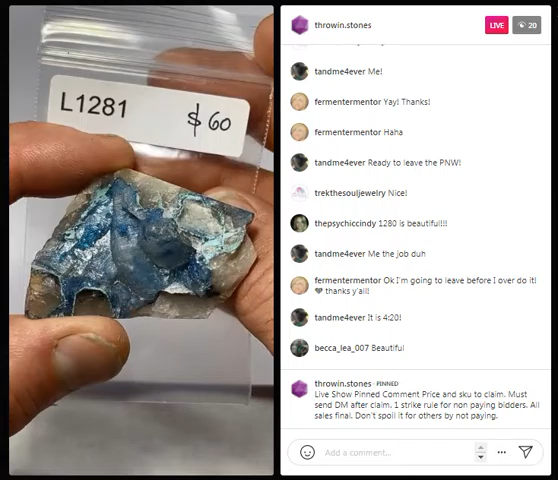 L1281
$60
throwin.stones
LIVE
20
tandme4ever Me!
fermentermentor Yay! Thanks!
fermentermentor Haha
tandme4ever Ready to leave the PNW!
trekthesouljewelry Nice!
thepsychiccindy 1280 is beautiful!!!!
tandme4ever Me the job duh
fermentermentor Ok I'm going to leave before I over do it!
🖤 thanks y'all!
tandme4ever It is 4:20!
becca_lea_007 Beautiful
throwin.stones · PINNED
Live Show Pinned Comment Price and sku to claim. Must
send DM after claim. 1 strike rule for non paying bidders. All
sales final. Don't spoil it for others by not paying.
Add a comment...